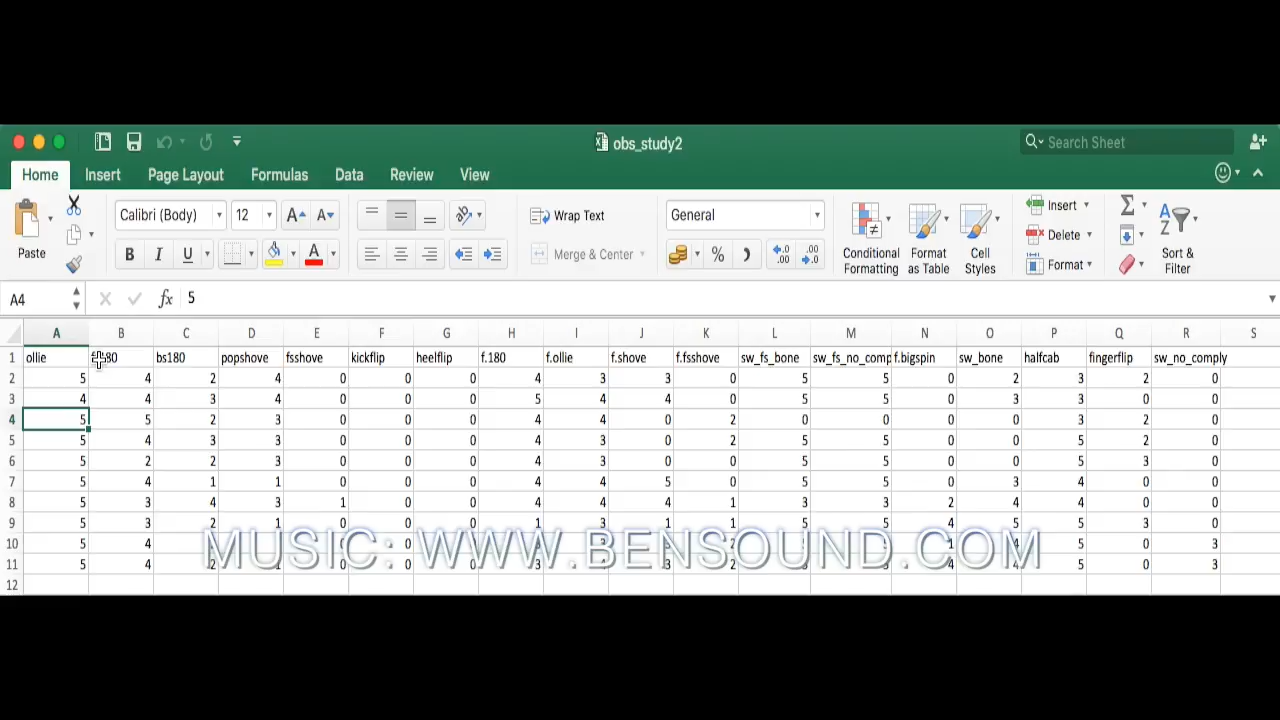 obs_study2
Search Sheet
Home Insert Page Layout Formulas Data Review View
Paste
Calibri (Body) 12 A A
B I U A
Wrap Text
Merge & Center
General
%
Conditional Formatting
Format as Table
Cell Styles
Insert
Delete
Format
Sort & Filter
A4 fx 5
A B C D E F G H I J K L M N O P Q R S
1 ollie bs180 popshove fsshove kickflip heelflip f.180 f.ollie f.shove f.fsshove sw_fs_bone sw_fs_no_comp f.bigspin sw_bone halfcab fingerflip sw_no_comply
2 5 4 2 4 0 0 0 4 3 3 0 5 5 0 2 3 2 0
3 4 4 3 4 0 0 0 5 4 4 0 5 5 0 3 3 0 0
4 5 5 2 3 0 0 0 4 4 0 2 0 0 0 0 3 2 0
5 5 4 3 3 0 0 0 4 3 0 2 5 5 0 0 5 2 0
6 5 2 2 3 0 0 0 4 3 0 0 5 5 0 0 5 3 0
7 5 4 1 1 0 0 0 4 4 5 0 5 5 0 3 4 0 0
8 5 3 4 3 1 0 0 4 4 4 1 5 5 2 4 4 0 0
9 5 3 2 1 0 0 0 1 3 1 1 5 5 4 5 5 3 0
10 5 4 0 3
11 5 4 5 0 3
12
MUSIC: WWW.BENSOUND.COM